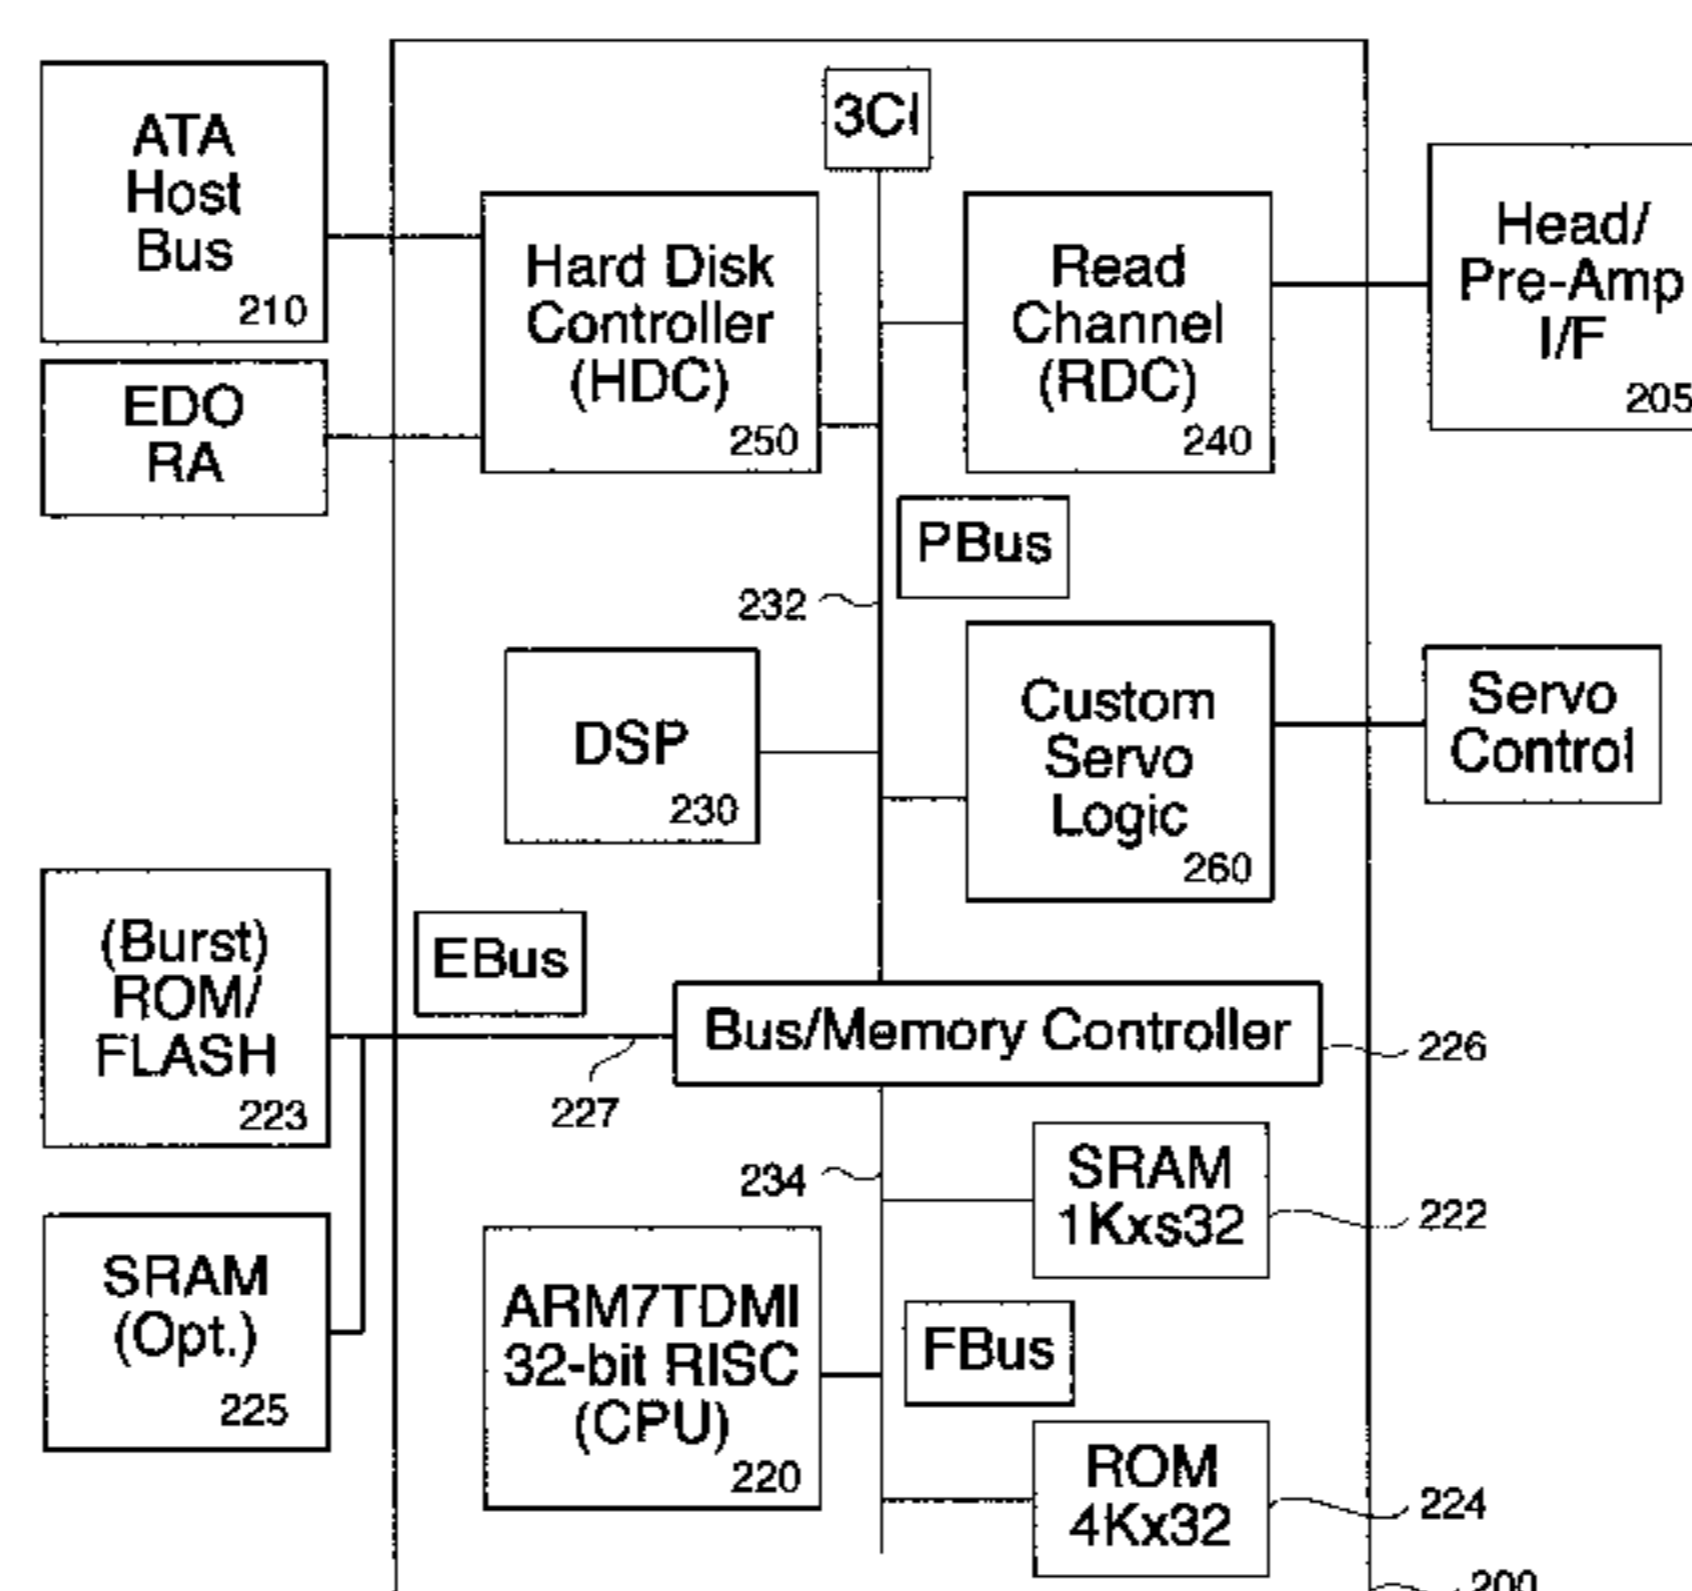 3CI
ATA
Host
Bus
210
EDO
RA
Hard Disk
Controller
(HDC)
250
Read
Channel
(RDC)
240
Head/
Pre-Amp
I/F
205
PBus
232
DSP
230
Custom
Servo
Logic
260
Servo
Control
(Burst)
ROM/
FLASH
223
EBus
227
Bus/Memory Controller
226
234
SRAM
1Kxs32
222
SRAM
(Opt.)
225
ARM7TDMI
32-bit RISC
(CPU)
220
FBus
ROM
4Kx32
224
200